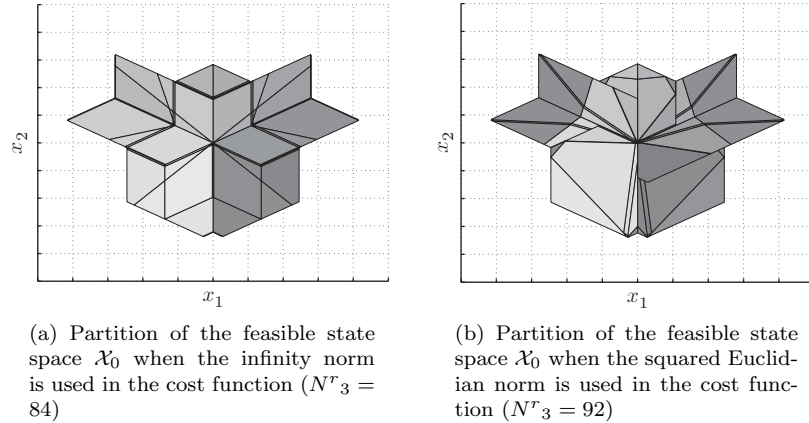 x₂
x₁
(a) Partition of the feasible state
space 𝒳₀ when the infinity norm
is used in the cost function (Nʳ₃ =
84)
x₂
x₁
(b) Partition of the feasible state
space 𝒳₀ when the squared Euclid-
ian norm is used in the cost func-
tion (Nʳ₃ = 92)